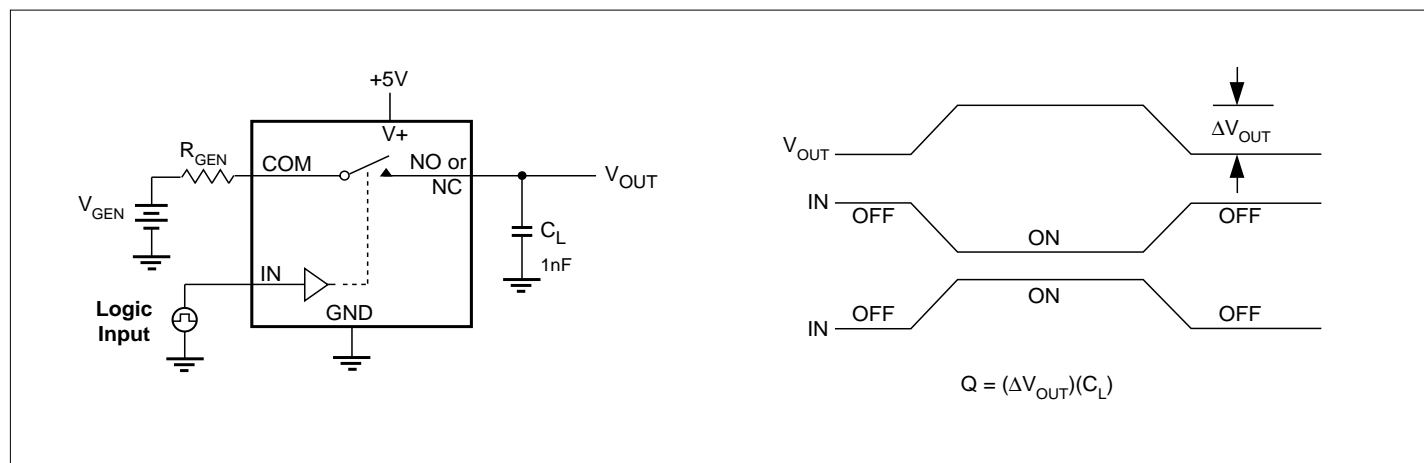 +5V
V+
R_GEN
COM
NO or
NC
V_OUT
V_GEN
C_L
1nF
IN
Logic
Input
GND
V_OUT
ΔV_OUT
IN
OFF
ON
OFF
IN
OFF
ON
OFF
Q = (ΔV_OUT)(C_L)